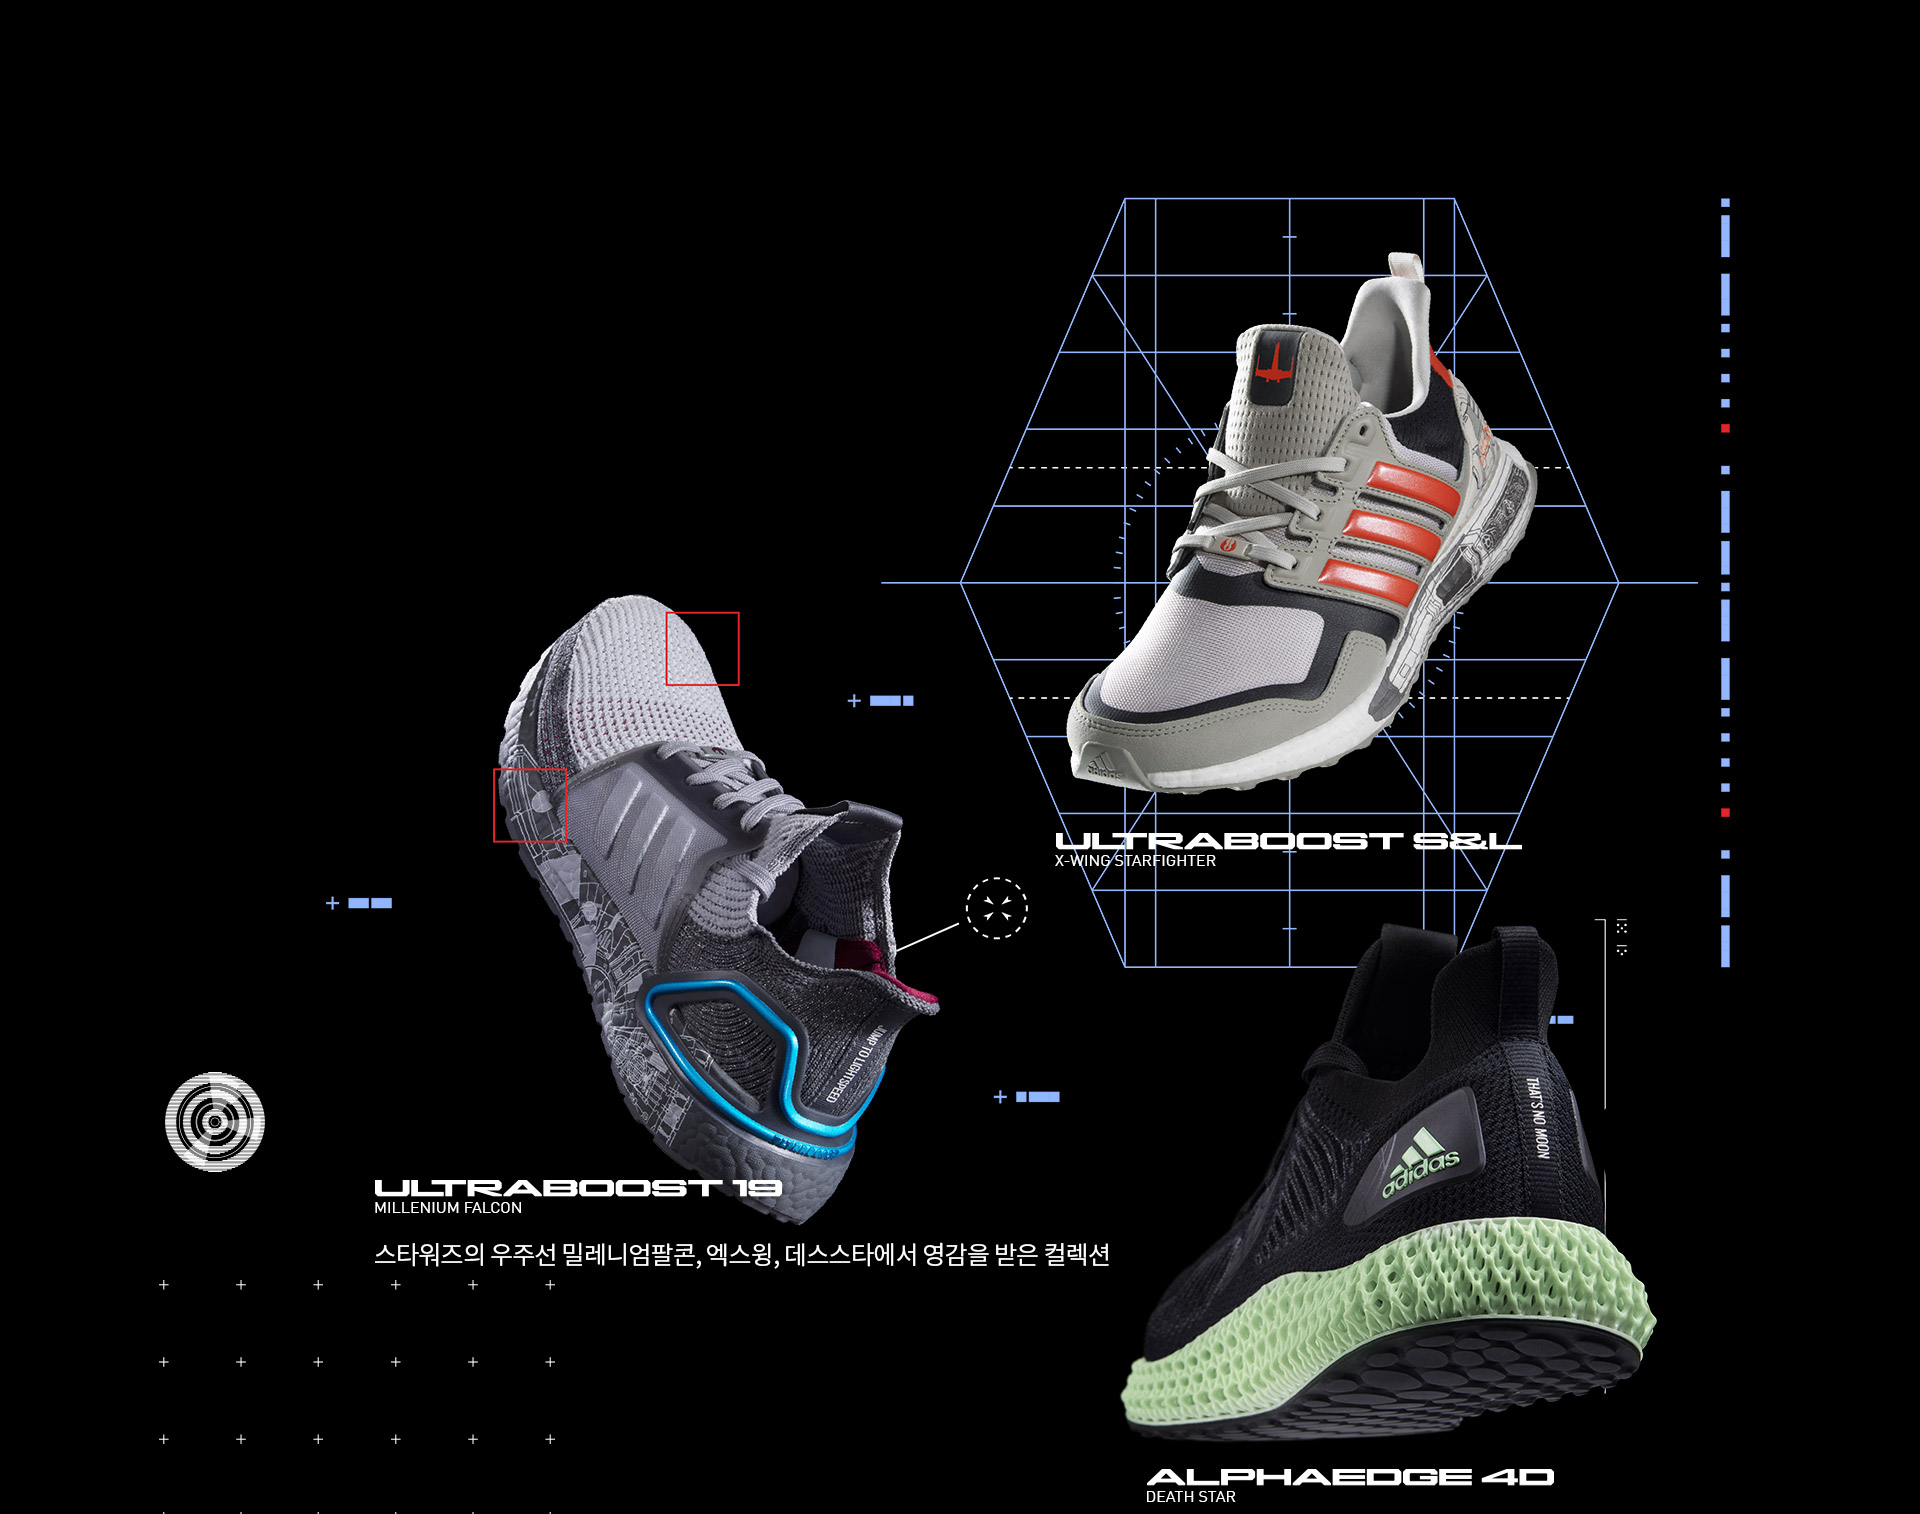 ULTRABOOST S&L
X-WING STARFIGHTER
adidas
JUMP TO LIGHTSPEED
ULTRABOOST 19
MILLENIUM FALCON
스타워즈의 우주선 밀레니엄팔콘, 엑스윙, 데스스타에서 영감을 받은 컬렉션
THAT'S NO MOON
adidas
ALPHAEDGE 4D
DEATH STAR